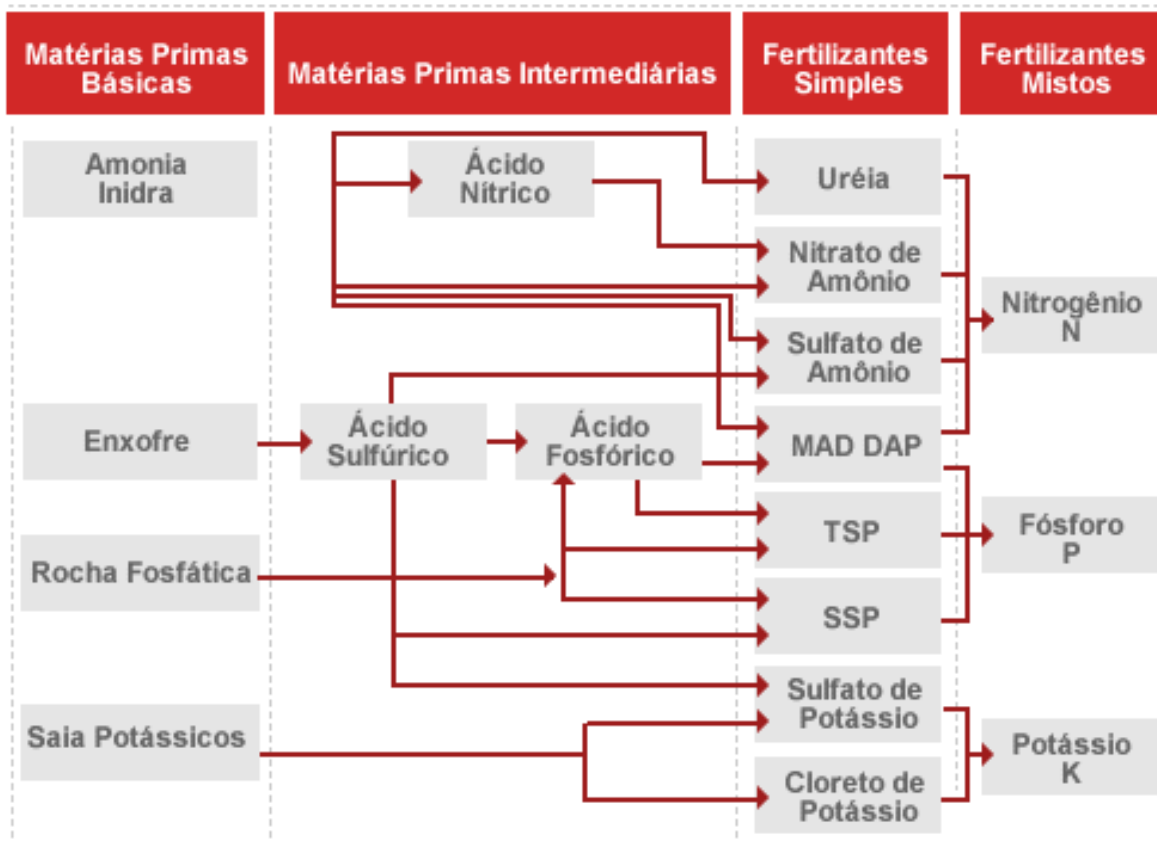 Matérias Primas
Básicas
Matérias Primas Intermediárias
Fertilizantes
Simples
Fertilizantes
Mistos
Amonia
Inidra
Ácido
Nítrico
Uréia
Nitrato de
Amônio
Nitrogênio
N
Sulfato de
Amônio
Enxofre
Ácido
Sulfúrico
Ácido
Fosfórico
MAD DAP
TSP
Fósforo
P
Rocha Fosfática
SSP
Sulfato de
Potássio
Saia Potássicos
Potássio
K
Cloreto de
Potássio